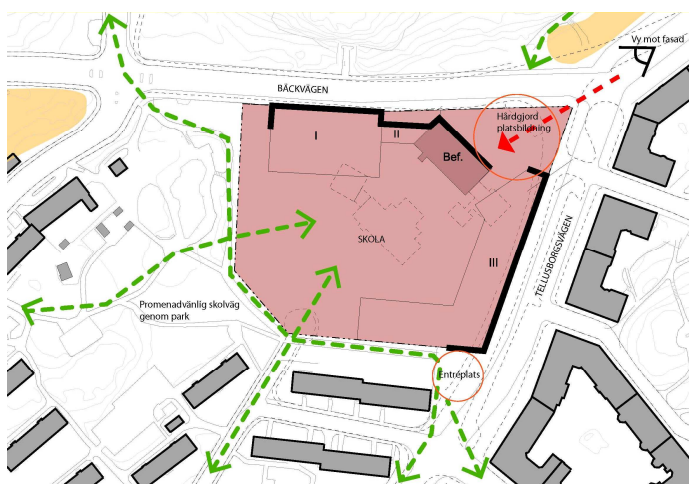 Vy mot fasad
BÄCKVÄGEN
Hårdgjord
platsbildning
I
II
Bef.
SKOLA
III
TELLUSBORGSVÄGEN
Promenadvänlig skolväg
genom park
Entréplats